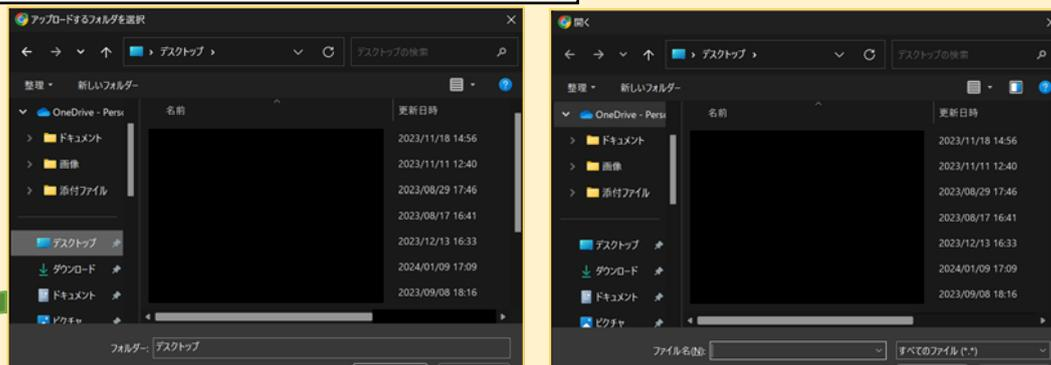 アップロードするフォルダを選択
デスクトップ
デスクトップの検索
整理
新しいフォルダー
OneDrive - Perso
名前
更新日時
ドキュメント
2023/11/18 14:56
画像
2023/11/11 12:40
添付ファイル
2023/08/29 17:46
2023/08/17 16:41
デスクトップ
2023/12/13 16:33
ダウンロード
2024/01/09 17:09
ドキュメント
2023/09/08 18:16
ピクチャ
フォルダー: デスクトップ
開く
デスクトップ
デスクトップの検索
整理
新しいフォルダー
OneDrive - Perso
名前
更新日時
ドキュメント
2023/11/18 14:56
画像
2023/11/11 12:40
添付ファイル
2023/08/29 17:46
2023/08/17 16:41
デスクトップ
2023/12/13 16:33
ダウンロード
2024/01/09 17:09
ドキュメント
2023/09/08 18:16
ピクチャ
ファイル名(N):
すべてのファイル (*.*)